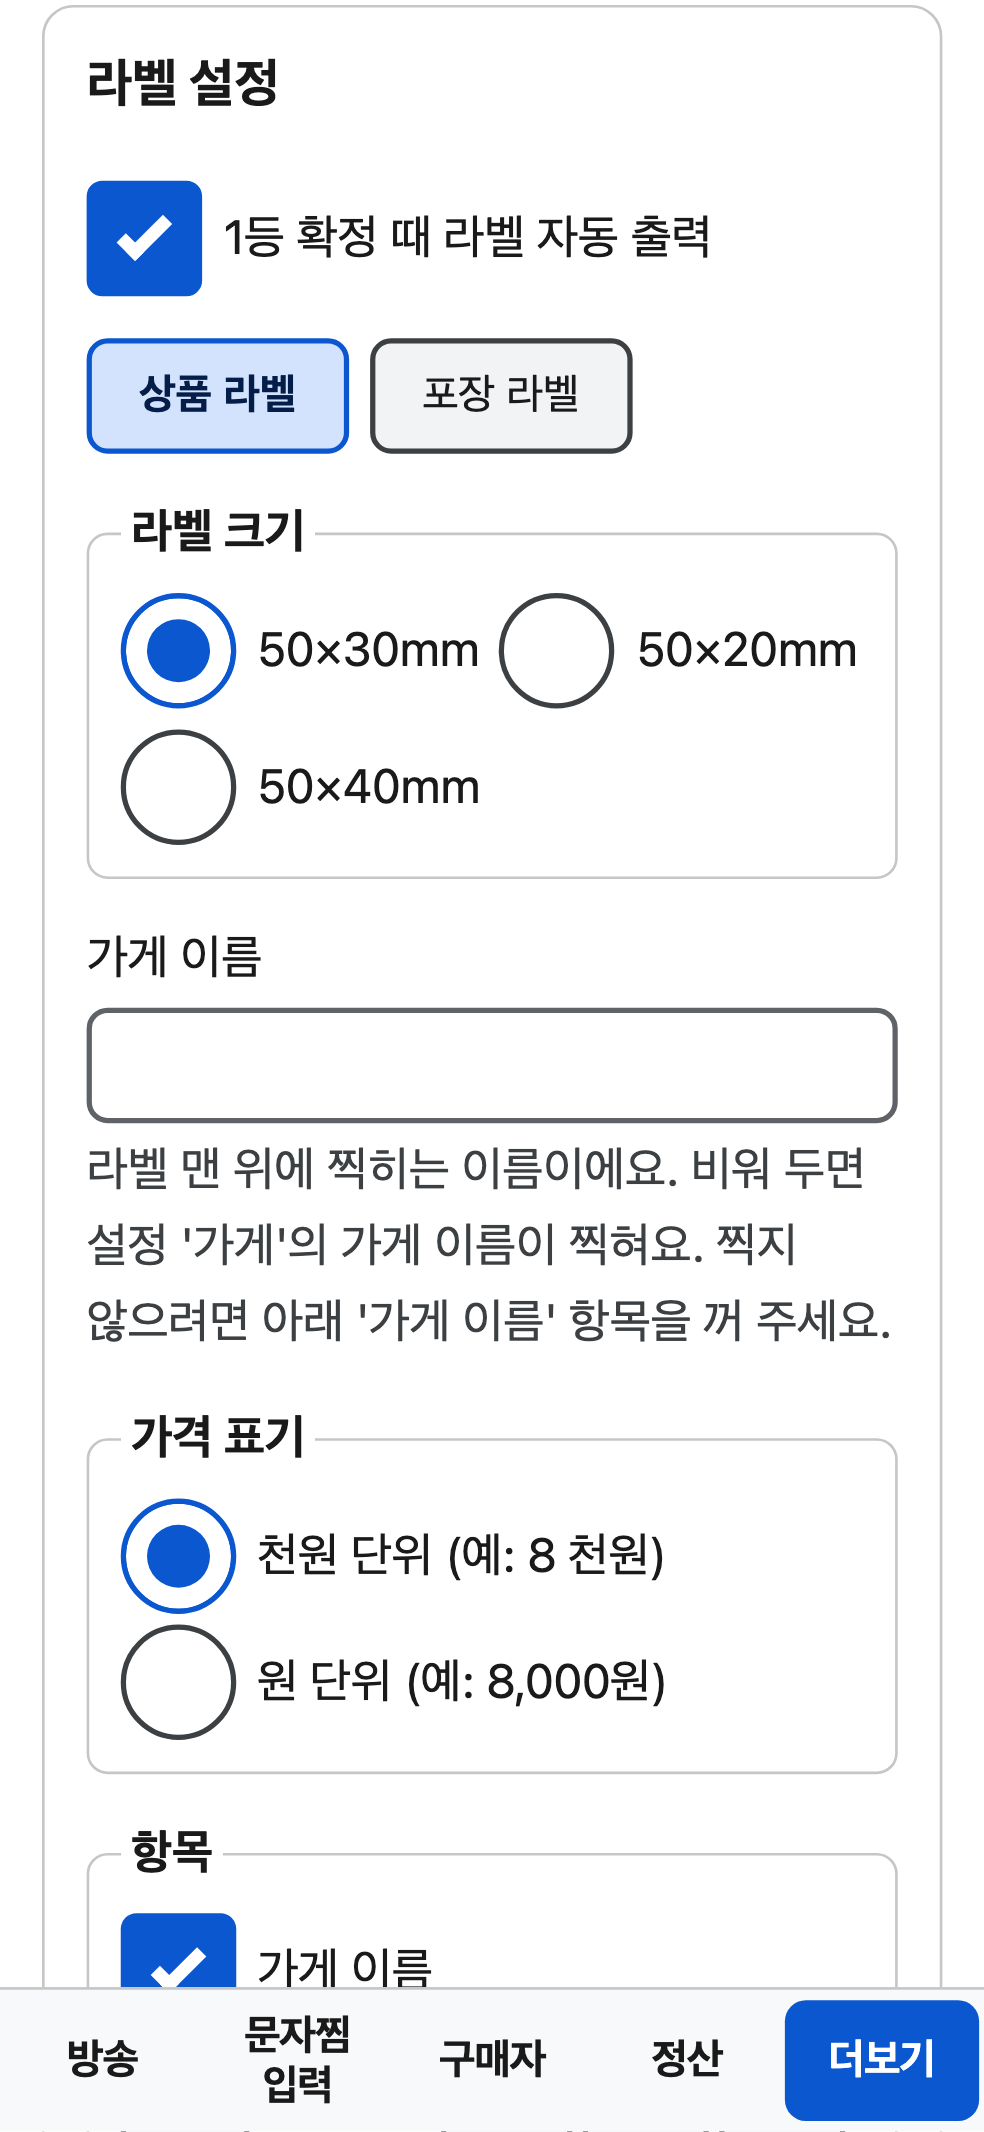 라벨 설정
1등 확정 때 라벨 자동 출력
상품 라벨 포장 라벨
라벨 크기
50×30mm 50×20mm
50×40mm
가게 이름
라벨 맨 위에 찍히는 이름이에요. 비워 두면
설정 '가게'의 가게 이름이 찍혀요. 찍지
않으려면 아래 '가게 이름' 항목을 꺼 주세요.
가격 표기
천원 단위 (예: 8 천원)
원 단위 (예: 8,000원)
항목
가게 이름
방송 문자찜 입력 구매자 정산 더보기